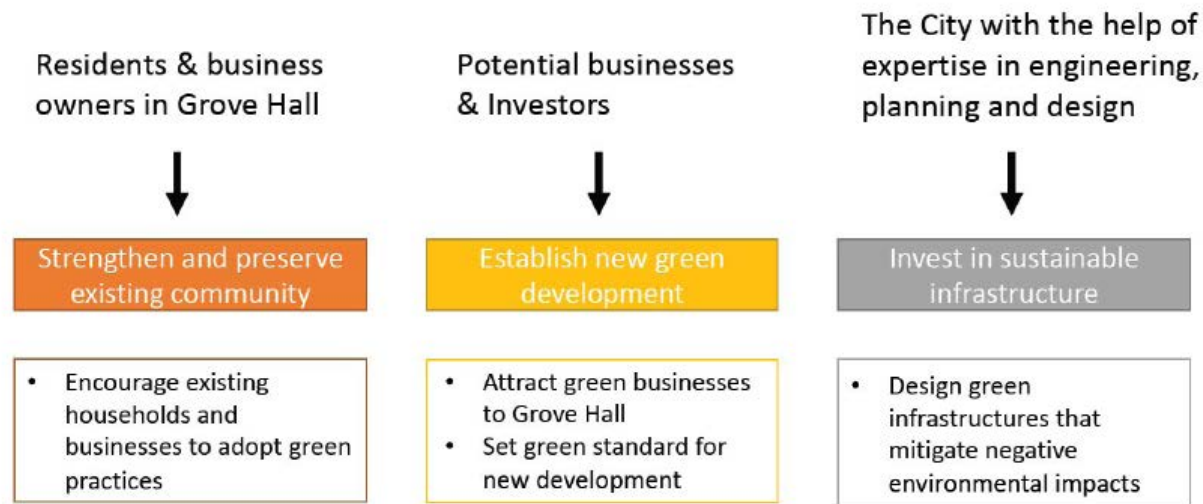 Residents & business
owners in Grove Hall
Potential businesses
& Investors
The City with the help of
expertise in engineering,
planning and design
Strengthen and preserve
existing community
Establish new green
development
Invest in sustainable
infrastructure
• Encourage existing
households and
businesses to adopt green
practices
• Attract green businesses
to Grove Hall
• Set green standard for
new development
• Design green
infrastructures that
mitigate negative
environmental impacts